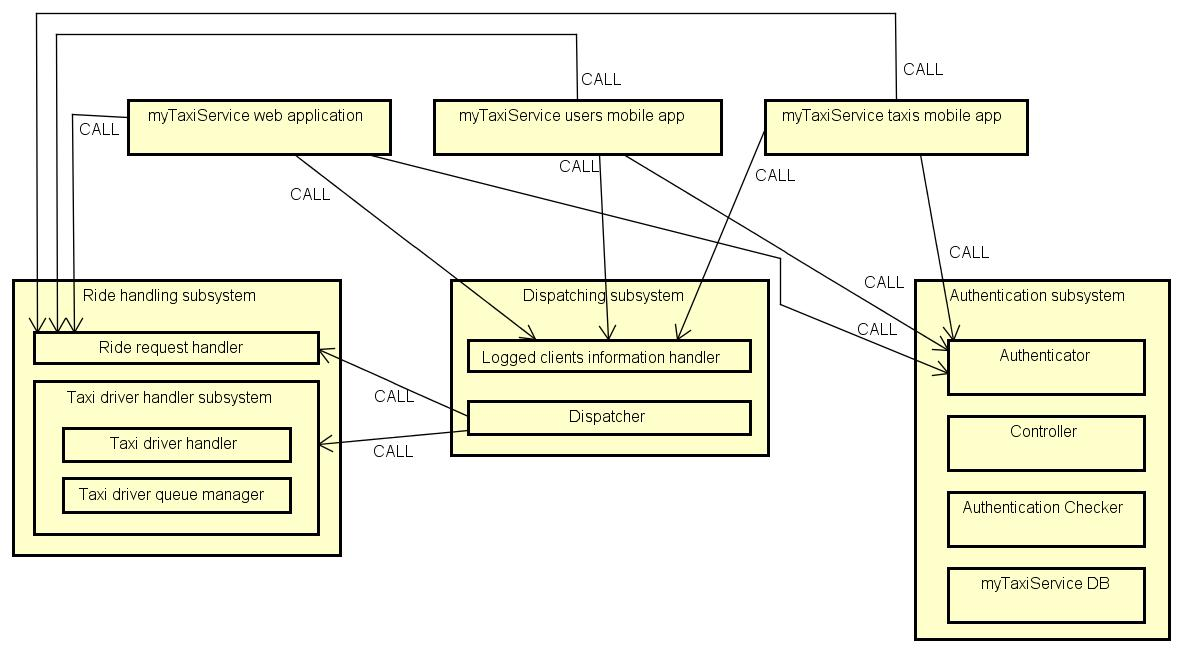 CALL
CALL
myTaxiService web application
myTaxiService users mobile app
myTaxiService taxis mobile app
CALL
CALL
CALL
CALL
CALL
CALL
Ride handling subsystem
Dispatching subsystem
Authentication subsystem
CALL
Ride request handler
Logged clients information handler
Authenticator
CALL
Taxi driver handler subsystem
Dispatcher
Taxi driver handler
Controller
CALL
Taxi driver queue manager
Authentication Checker
myTaxiService DB